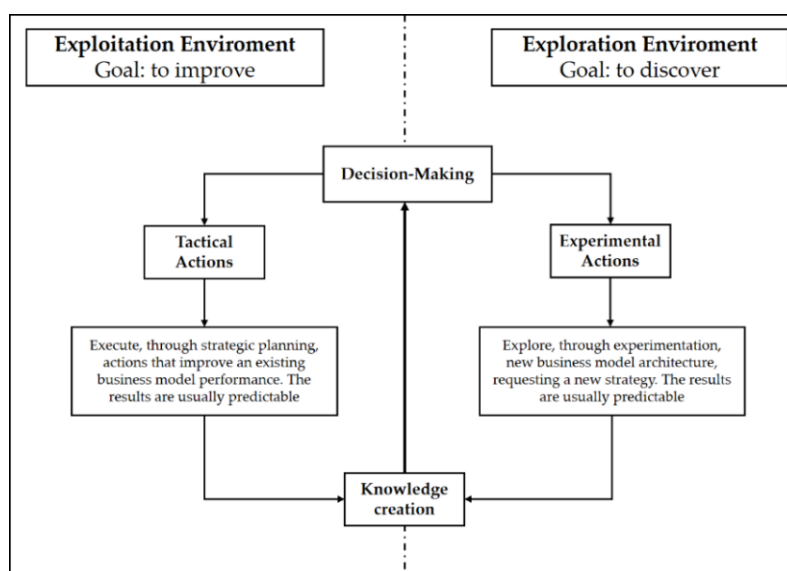 Exploitation Enviroment
Goal: to improve
Exploration Enviroment
Goal: to discover
Decision-Making
Tactical
Actions
Experimental
Actions
Execute, through strategic planning,
actions that improve an existing
business model performance. The
results are usually predictable
Explore, through experimentation,
new business model architecture,
requesting a new strategy. The results
are usually predictable
Knowledge
creation